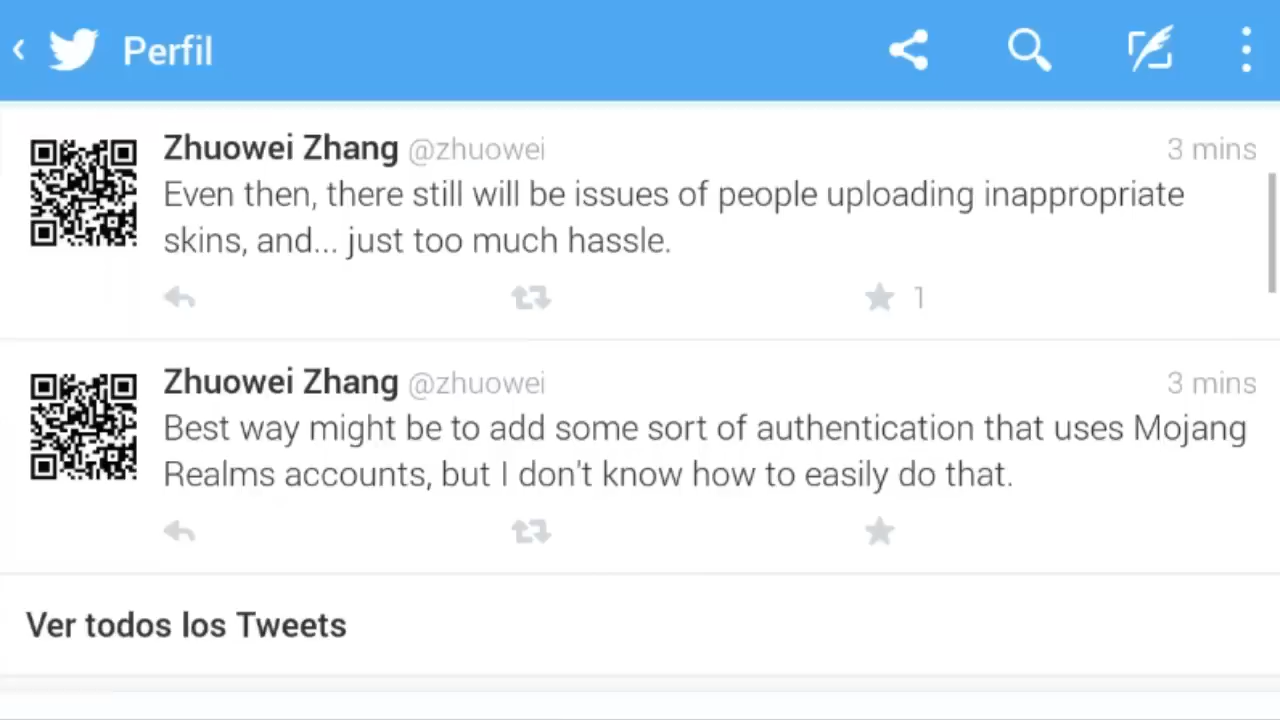 Perfil
Zhuowei Zhang @zhuowei 3 mins
Even then, there still will be issues of people uploading inappropriate
skins, and... just too much hassle.
1
Zhuowei Zhang @zhuowei 3 mins
Best way might be to add some sort of authentication that uses Mojang
Realms accounts, but I don't know how to easily do that.
Ver todos los Tweets